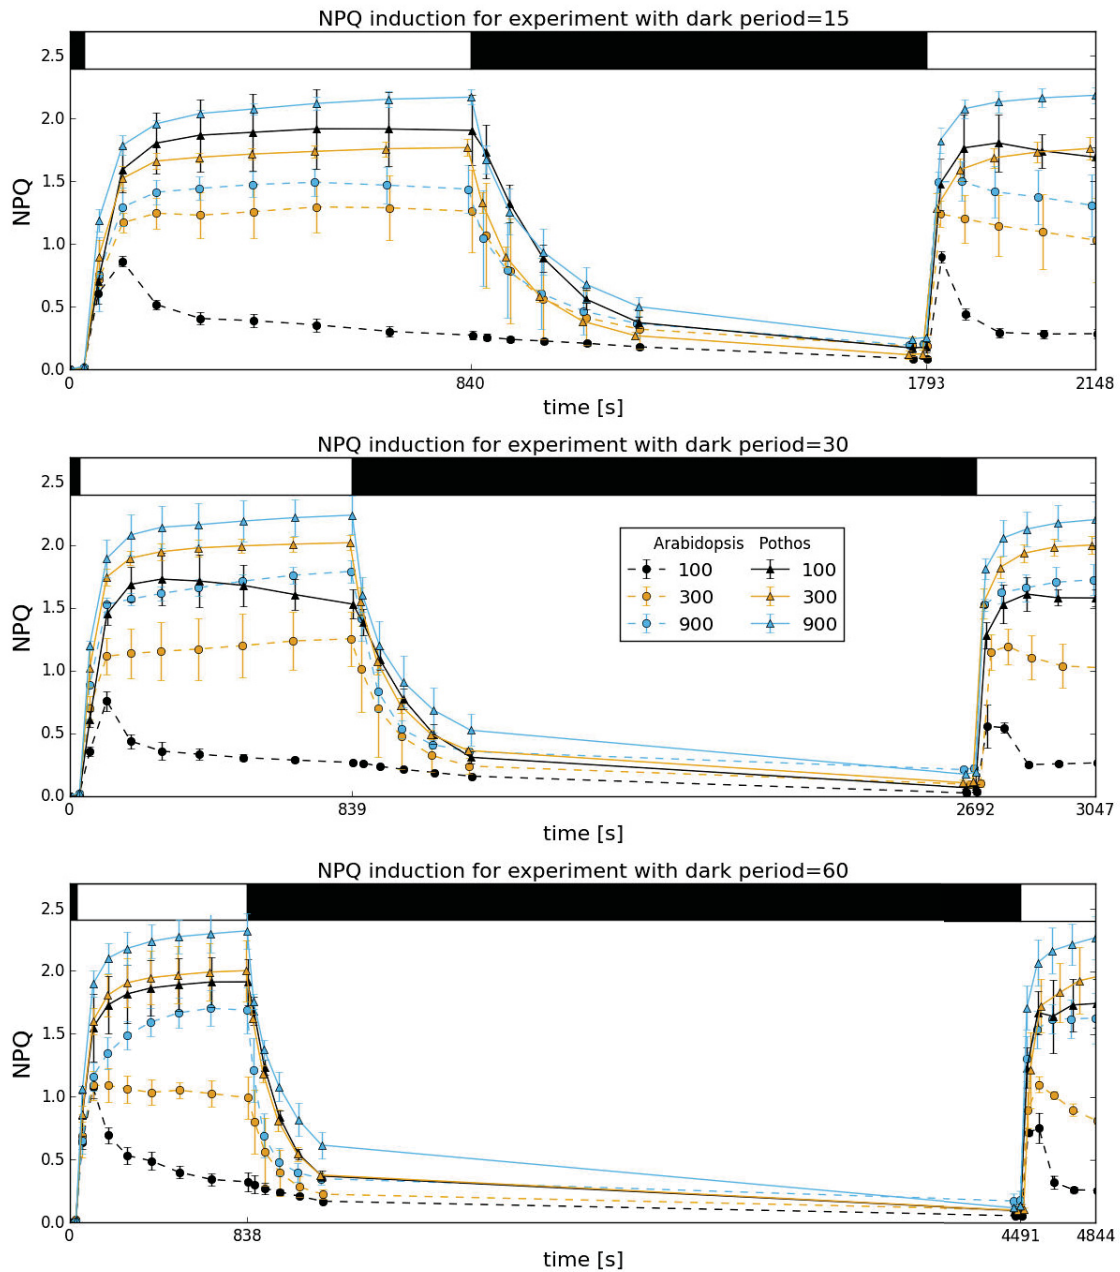 NPQ induction for experiment with dark period=15
2.5
2.0
1.5
1.0
0.5
0.0
NPQ
0 840 1793 2148
time [s]
NPQ induction for experiment with dark period=30
2.5
2.0
1.5
1.0
0.5
0.0
NPQ
Arabidopsis Pothos
100 100
300 300
900 900
0 839 2692 3047
time [s]
NPQ induction for experiment with dark period=60
2.5
2.0
1.5
1.0
0.5
0.0
NPQ
0 838 4491 4844
time [s]